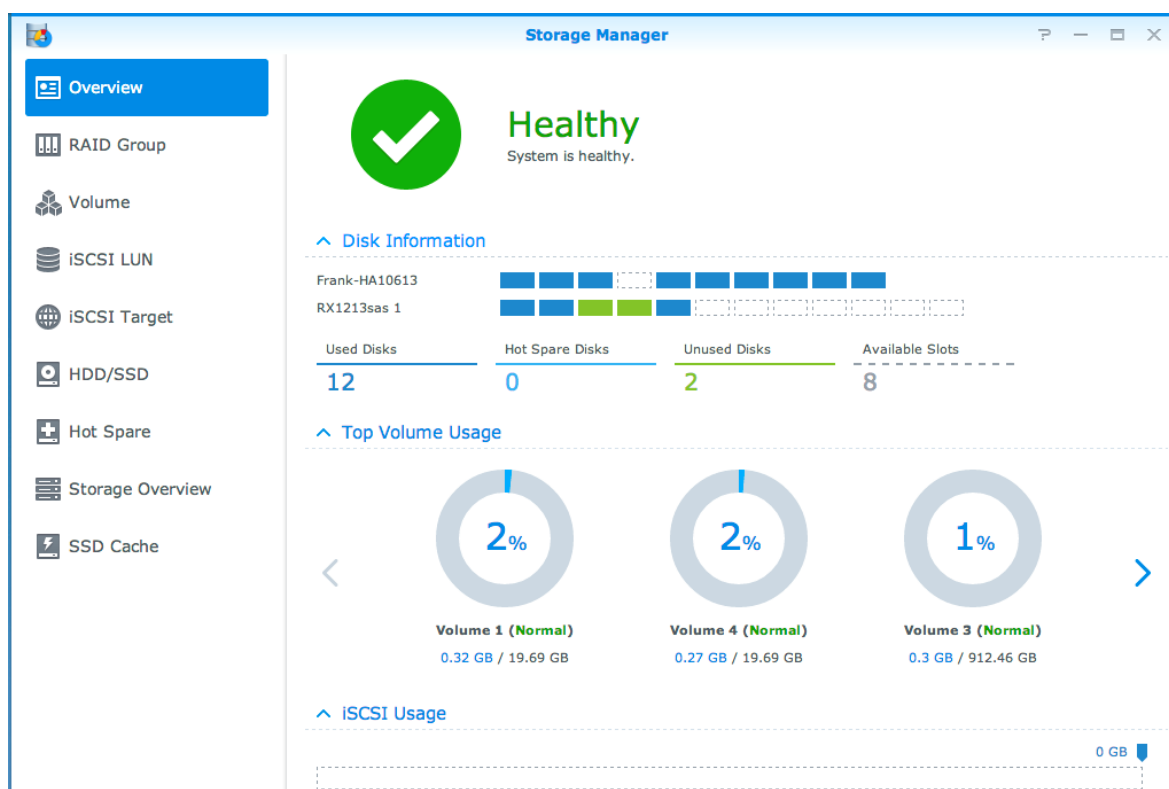 Storage Manager
Overview
RAID Group
Volume
iSCSI LUN
iSCSI Target
HDD/SSD
Hot Spare
Storage Overview
SSD Cache
Healthy
System is healthy.
Disk Information
Frank-HA10613
RX1213sas 1
Used Disks Hot Spare Disks Unused Disks Available Slots
12 0 2 8
Top Volume Usage
2% 2% 1%
Volume 1 (Normal) Volume 4 (Normal) Volume 3 (Normal)
0.32 GB / 19.69 GB 0.27 GB / 19.69 GB 0.3 GB / 912.46 GB
iSCSI Usage
0 GB